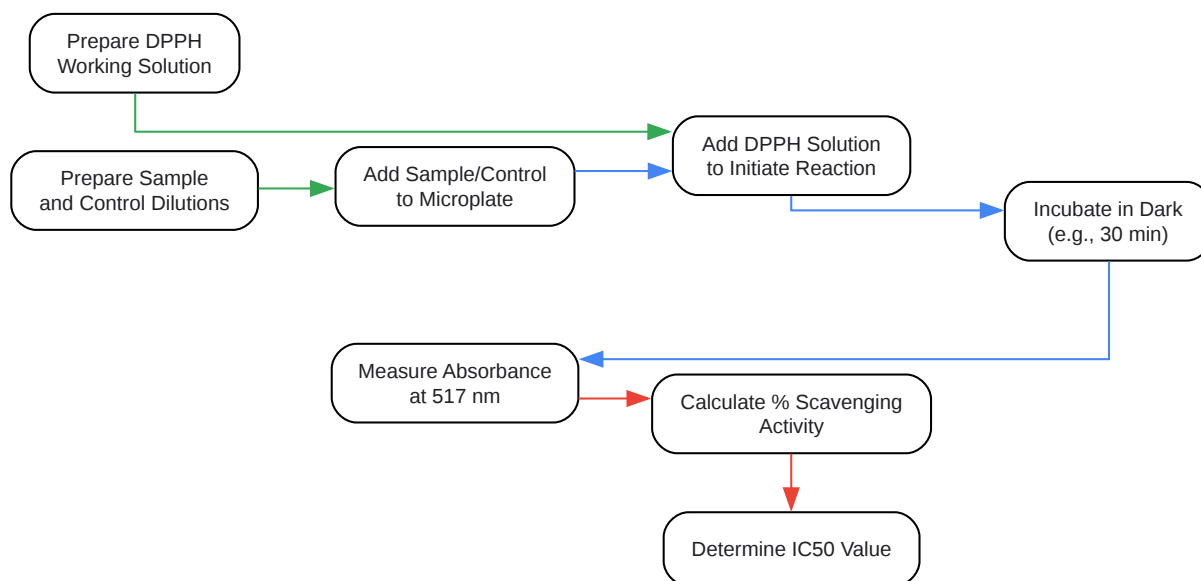 Prepare DPPH
Working Solution
Prepare Sample
and Control Dilutions
Add Sample/Control
to Microplate
Add DPPH Solution
to Initiate Reaction
Incubate in Dark
(e.g., 30 min)
Measure Absorbance
at 517 nm
Calculate % Scavenging
Activity
Determine IC50 Value